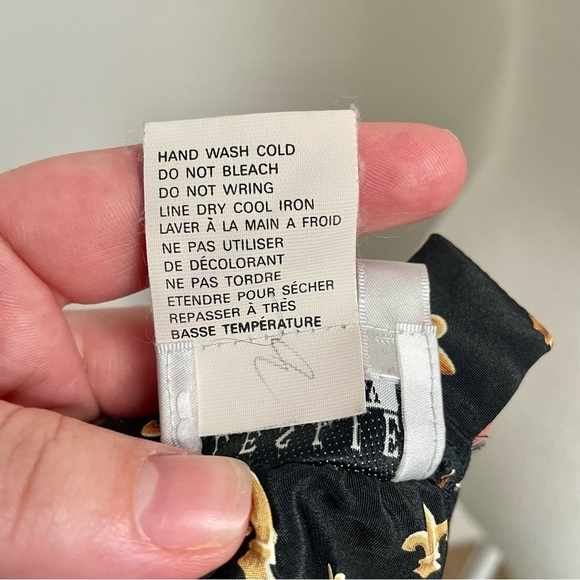 HAND WASH COLD
DO NOT BLEACH
DO NOT WRING
LINE DRY COOL IRON
LAVER À LA MAIN A FROID
NE PAS UTILISER
DE DÉCOLORANT
NE PAS TORDRE
ETENDRE POUR SÉCHER
REPASSER À TRÈS
BASSE TEMPÉRATURE